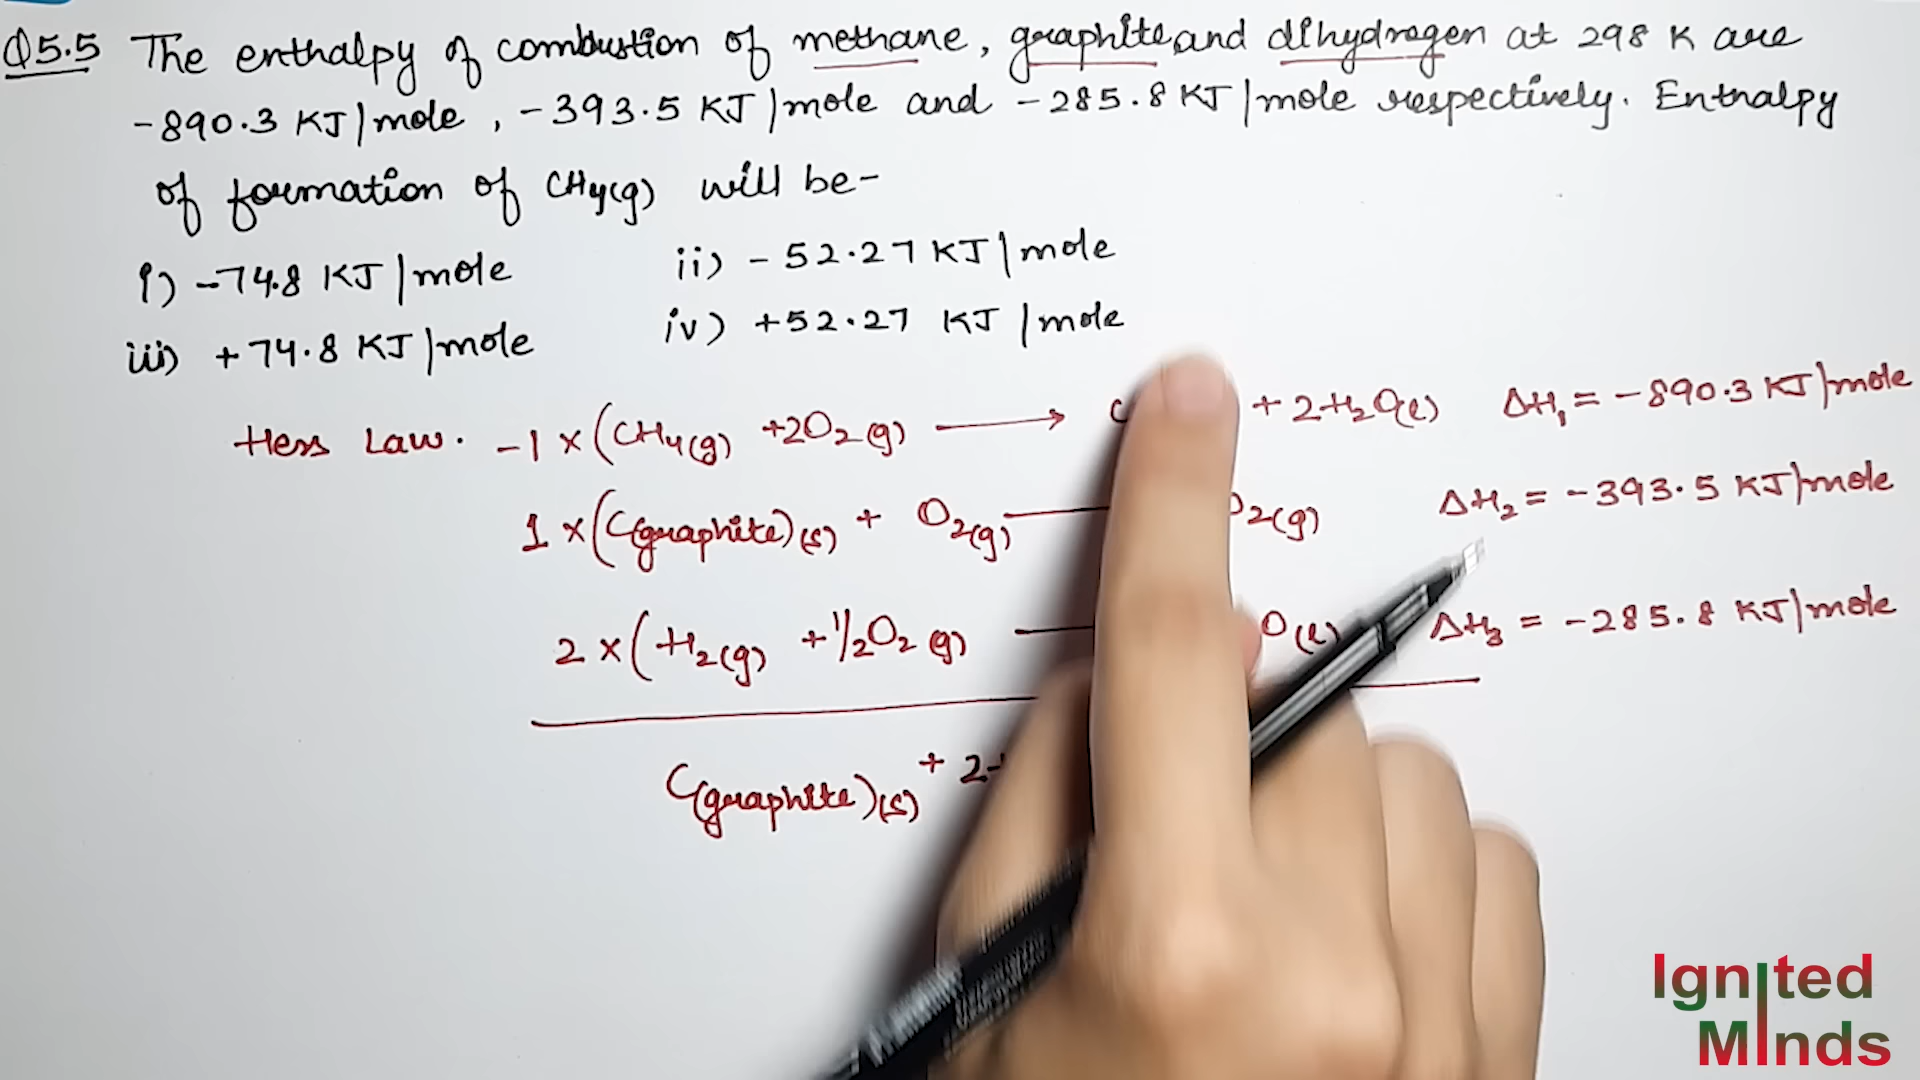 Q5.5 The enthalpy of combustion of methane, graphite and dihydrogen at 298 K are
-890.3 KJ/mole, -393.5 KJ/mole and -285.8 KJ/mole respectively. Enthalpy
of formation of CH4(g) will be-
i) -74.8 KJ/mole ii) -52.27 KJ/mole
iii) +74.8 KJ/mole iv) +52.27 KJ/mole
Hess Law. -1 × (CH4(g) +2O2(g) → + 2H2O(l) ΔH1 = -890.3 KJ/mole
1 × (C(graphite)(s) + O2(g) O2(g) ΔH2 = -393.5 KJ/mole
2 × (H2(g) + 1/2 O2(g) O(l) ΔH3 = -285.8 KJ/mole
C(graphite)(s) + 2
Ignited
Minds